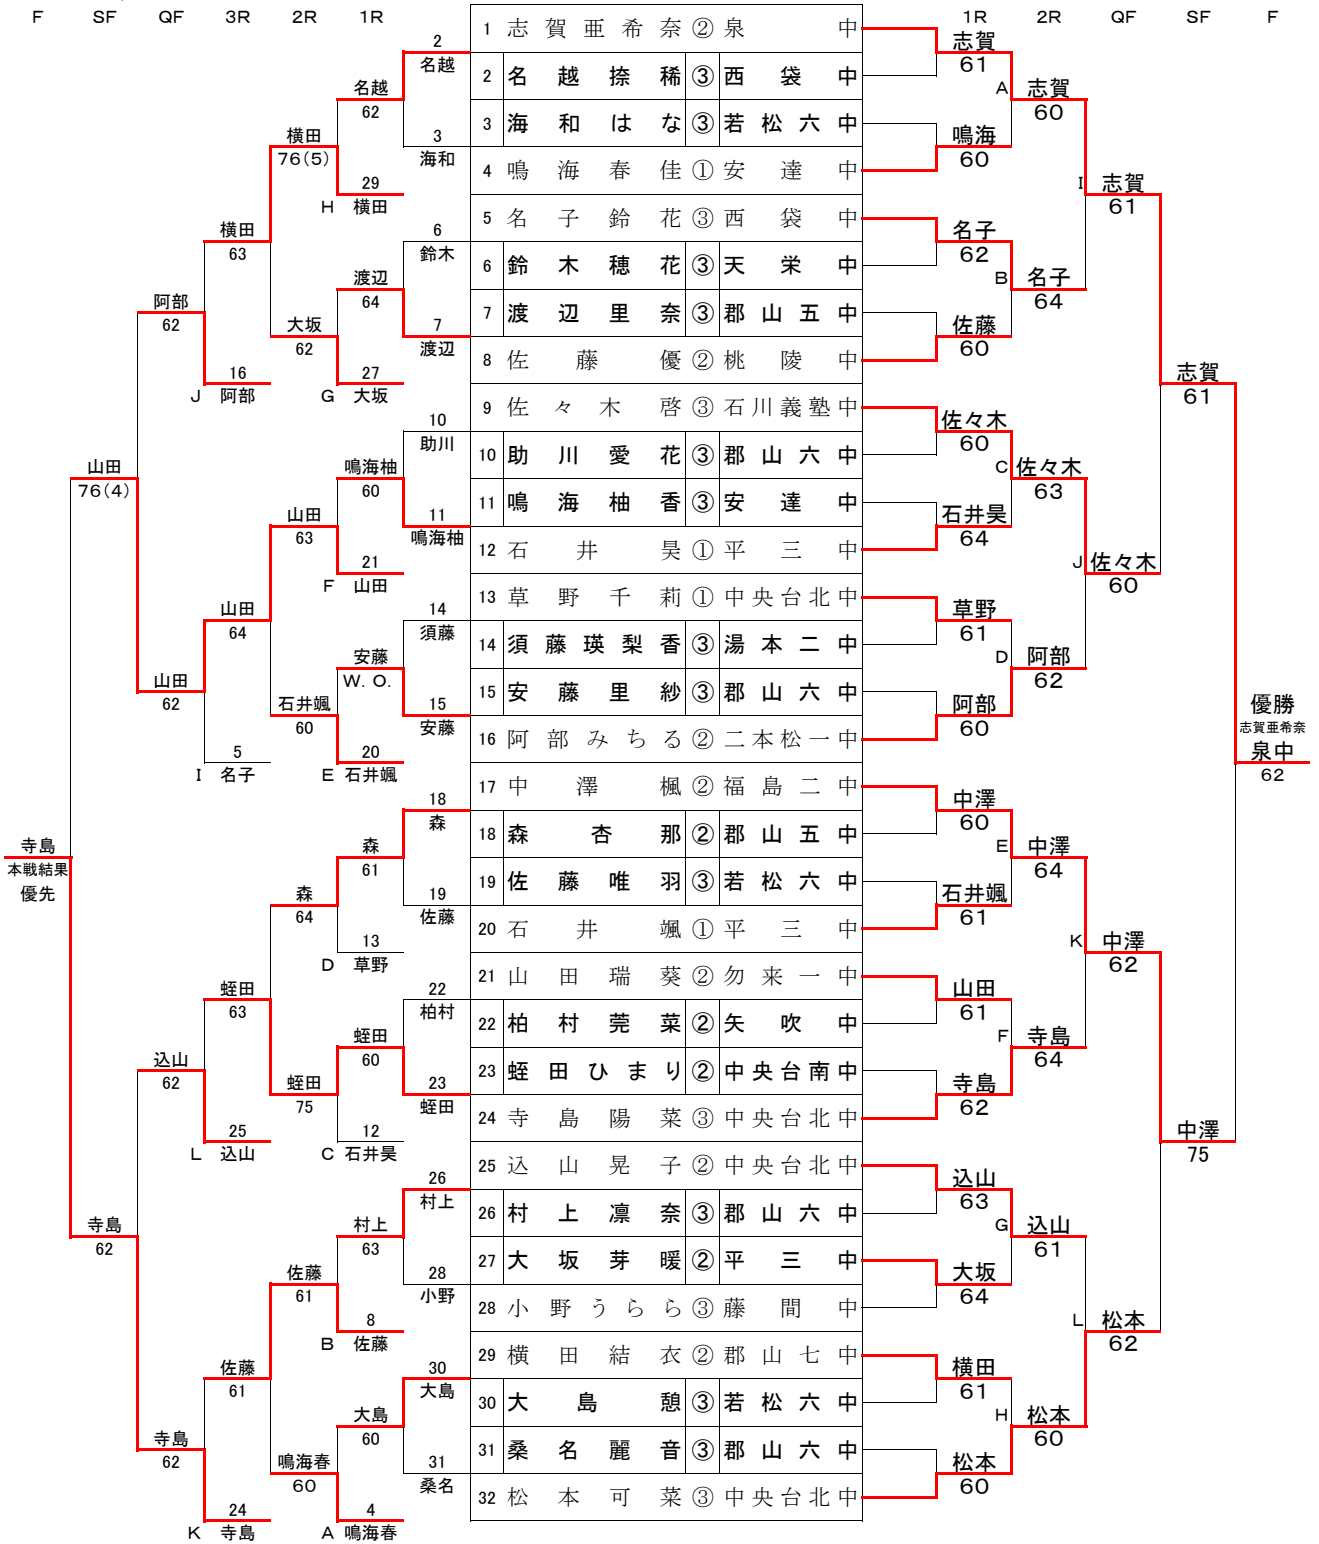 F SF QF 3R 2R 1R 1R 2R QF SF F
1 志賀亜希奈 ② 泉中
2 名越捺稀 ③ 西袋中
3 海和はな ③ 若松六中
4 鳴海春佳 ① 安達中
5 名子鈴花 ③ 西袋中
6 鈴木穂花 ③ 天栄中
7 渡辺里奈 ③ 郡山五中
8 佐藤優 ② 桃陵中
9 佐々木啓 ③ 石川義塾中
10 助川愛花 ③ 郡山六中
11 鳴海柚香 ③ 安達中
12 石井昊 ① 平三中
13 草野千莉 ① 中央台北中
14 須藤瑛梨香 ③ 湯本二中
15 安藤里紗 ③ 郡山六中
16 阿部みちる ② 二本松一中
17 中澤楓 ② 福島二中
18 森杏那 ② 郡山五中
19 佐藤唯羽 ③ 若松六中
20 石井颯 ① 平三中
21 山田瑞葵 ② 勿来一中
22 柏村莞菜 ② 矢吹中
23 蛭田ひまり ② 中央台南中
24 寺島陽菜 ③ 中央台北中
25 込山晃子 ② 中央台北中
26 村上凛奈 ③ 郡山六中
27 大坂芽暖 ② 平三中
28 小野うらら ③ 藤間中
29 横田結衣 ② 郡山七中
30 大島憩 ③ 若松六中
31 桑名麗音 ③ 郡山六中
32 松本可菜 ③ 中央台北中
志賀
61
鳴海
60
名子
62
佐藤
60
佐々木
60
石井昊
64
草野
61
阿部
60
中澤
60
石井颯
61
山田
61
寺島
62
込山
63
大坂
64
横田
61
松本
60
A 志賀
60
B 名子
64
C 佐々木
63
D 阿部
62
E 中澤
64
F 寺島
64
G 込山
61
H 松本
60
I 志賀
61
J 佐々木
60
K 中澤
62
L 松本
62
志賀
61
中澤
75
優勝
志賀亜希奈
泉中
62
2
名越
3
海和
6
鈴木
7
渡辺
10
助川
11
鳴海柚
14
須藤
15
安藤
18
森
19
佐藤
22
柏村
23
蛭田
26
村上
28
小野
30
大島
31
桑名
名越
62
29
H 横田
渡辺
64
27
G 大坂
鳴海柚
60
21
F 山田
安藤
W.O.
20
E 石井颯
森
61
13
D 草野
蛭田
60
12
C 石井昊
村上
63
8
B 佐藤
大島
60
4
A 鳴海春
横田
76(5)
大坂
62
山田
63
石井颯
60
森
64
蛭田
75
佐藤
61
鳴海春
60
横田
63
16
J 阿部
山田
64
5
I 名子
蛭田
63
25
L 込山
佐藤
61
24
K 寺島
阿部
62
山田
62
込山
62
寺島
62
山田
76(4)
寺島
62
寺島
本戦結果
優先